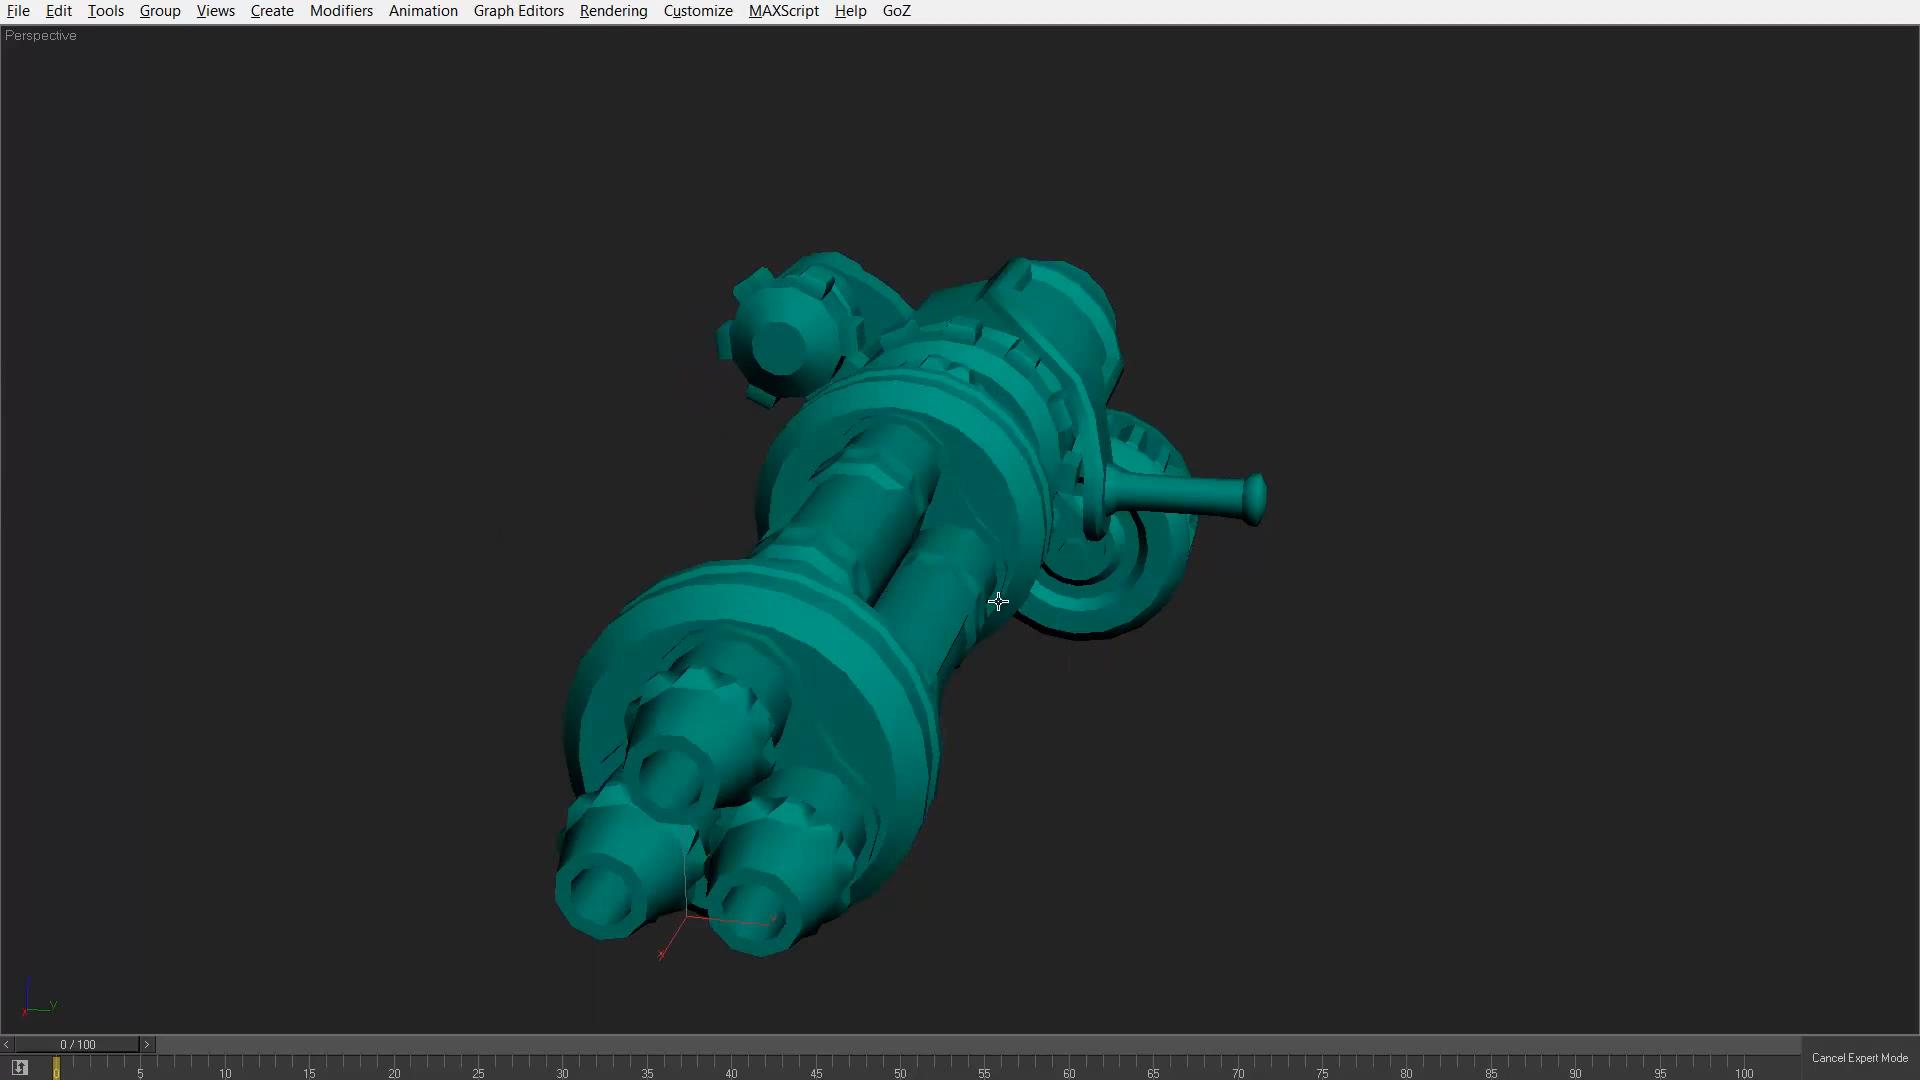 File Edit Tools Group Views Create Modifiers Animation Graph Editors Rendering Customize MAXScript Help GoZ
Perspective
x
y
x
y
< 0 / 100 >
Cancel Expert Mode
0 5 10 15 20 25 30 35 40 45 50 55 60 65 70 75 80 85 90 95 100